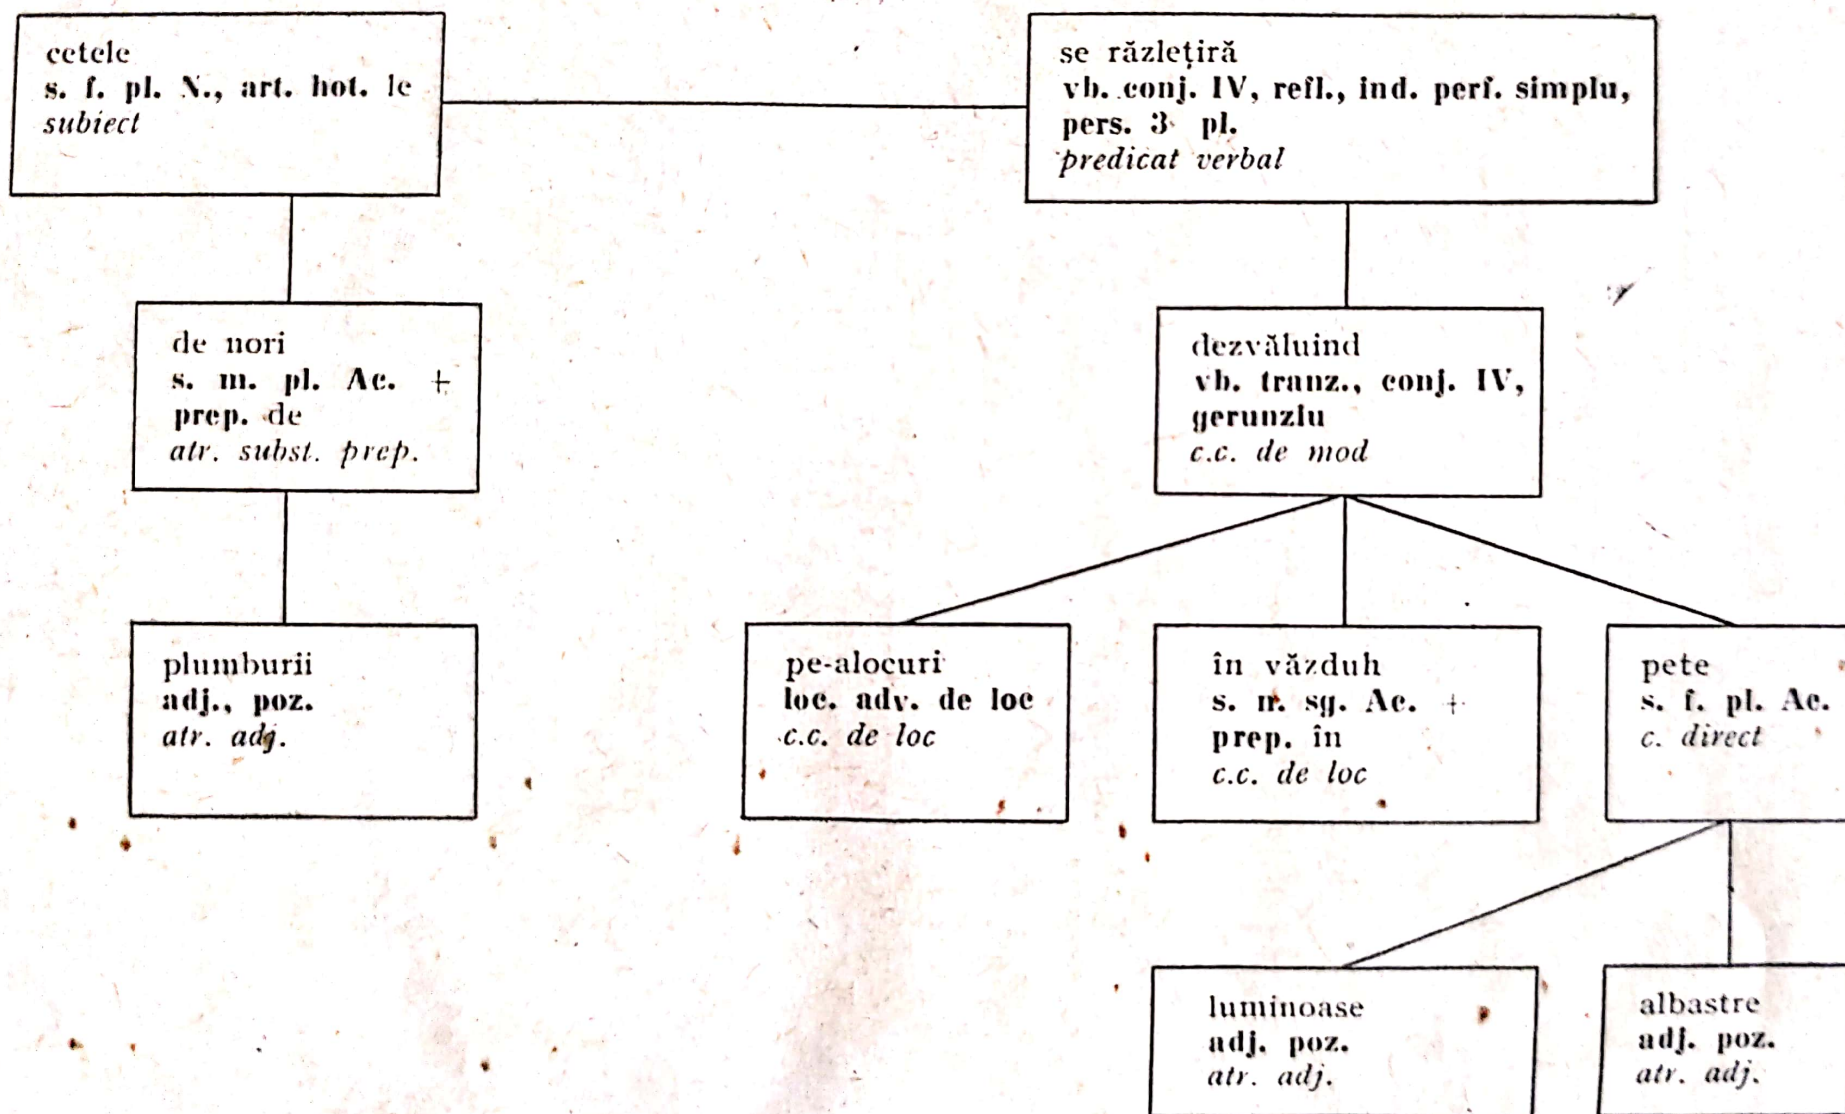 cetele
s. f. pl. N., art. hot. le
subiect
se răzlețiră
vb. conj. IV, refl., ind. perf. simplu,
pers. 3 pl.
predicat verbal
de nori
s. m. pl. Ac. +
prep. de
atr. subst. prep.
dezvăluind
vb. tranz., conj. IV,
gerunziu
c.c. de mod
plumburii
adj., poz.
atr. adj.
pe-alocuri
loc. adv. de loc
c.c. de loc
în văzduh
s. n. sg. Ac. +
prep. în
c.c. de loc
pete
s. f. pl. Ac.
c. direct
luminoase
adj. poz.
atr. adj.
albastre
adj. poz.
atr. adj.